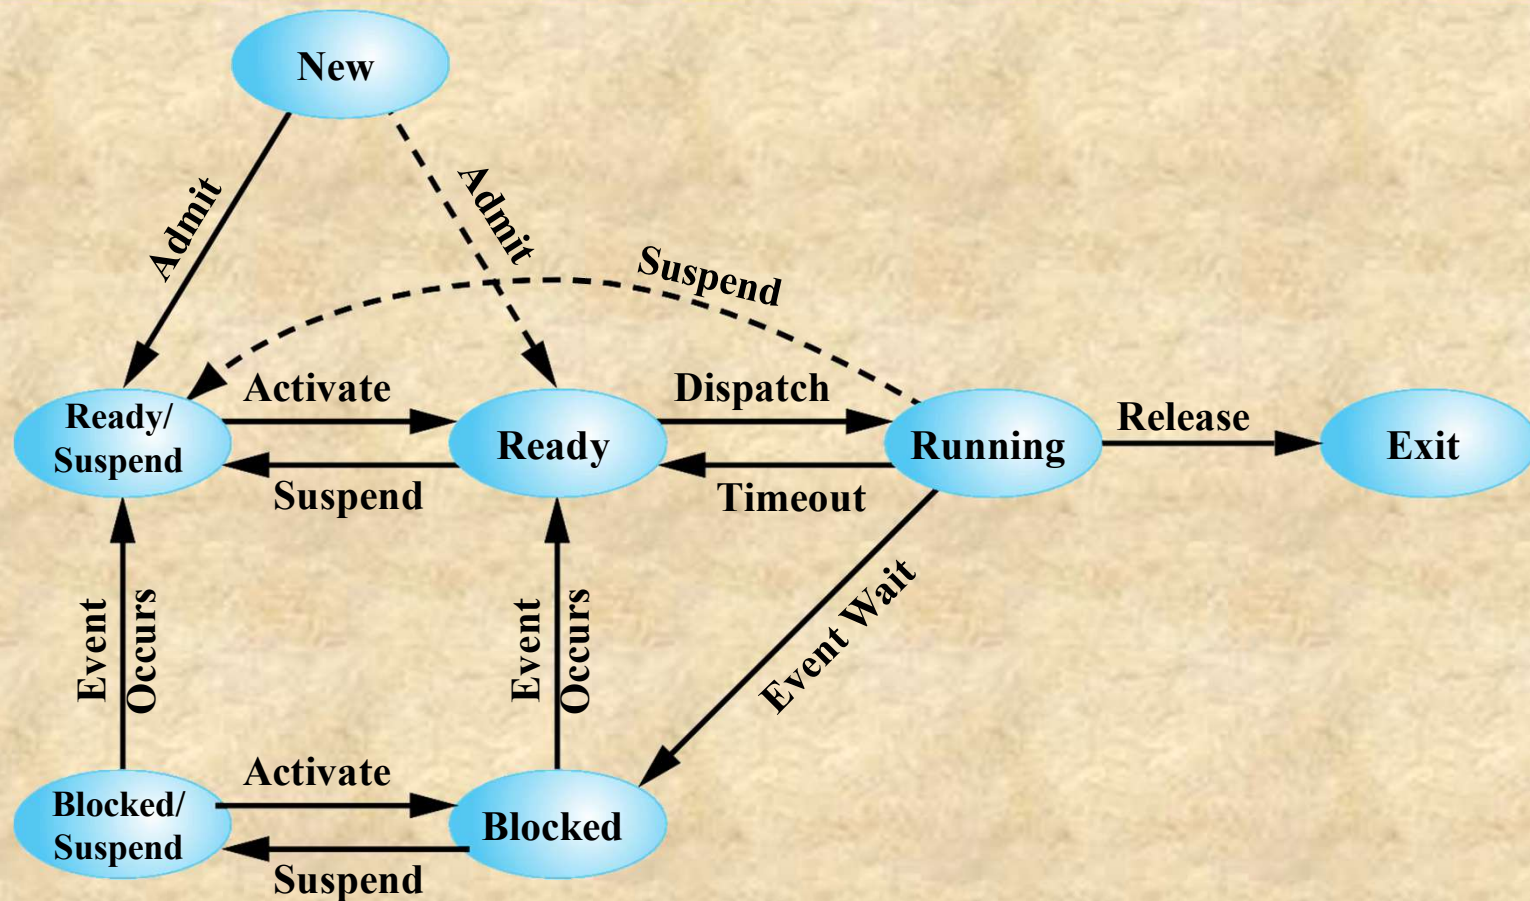 New
Admit
Admit
Suspend
Activate
Dispatch
Release
Ready/
Suspend
Ready
Running
Exit
Suspend
Timeout
Event
Occurs
Event
Occurs
Event Wait
Activate
Blocked/
Suspend
Blocked
Suspend